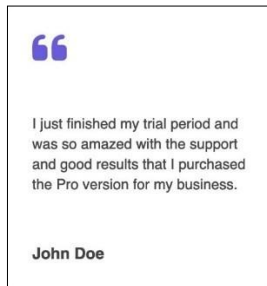 I just finished my trial period and
was so amazed with the support
and good results that I purchased
the Pro version for my business.
John Doe